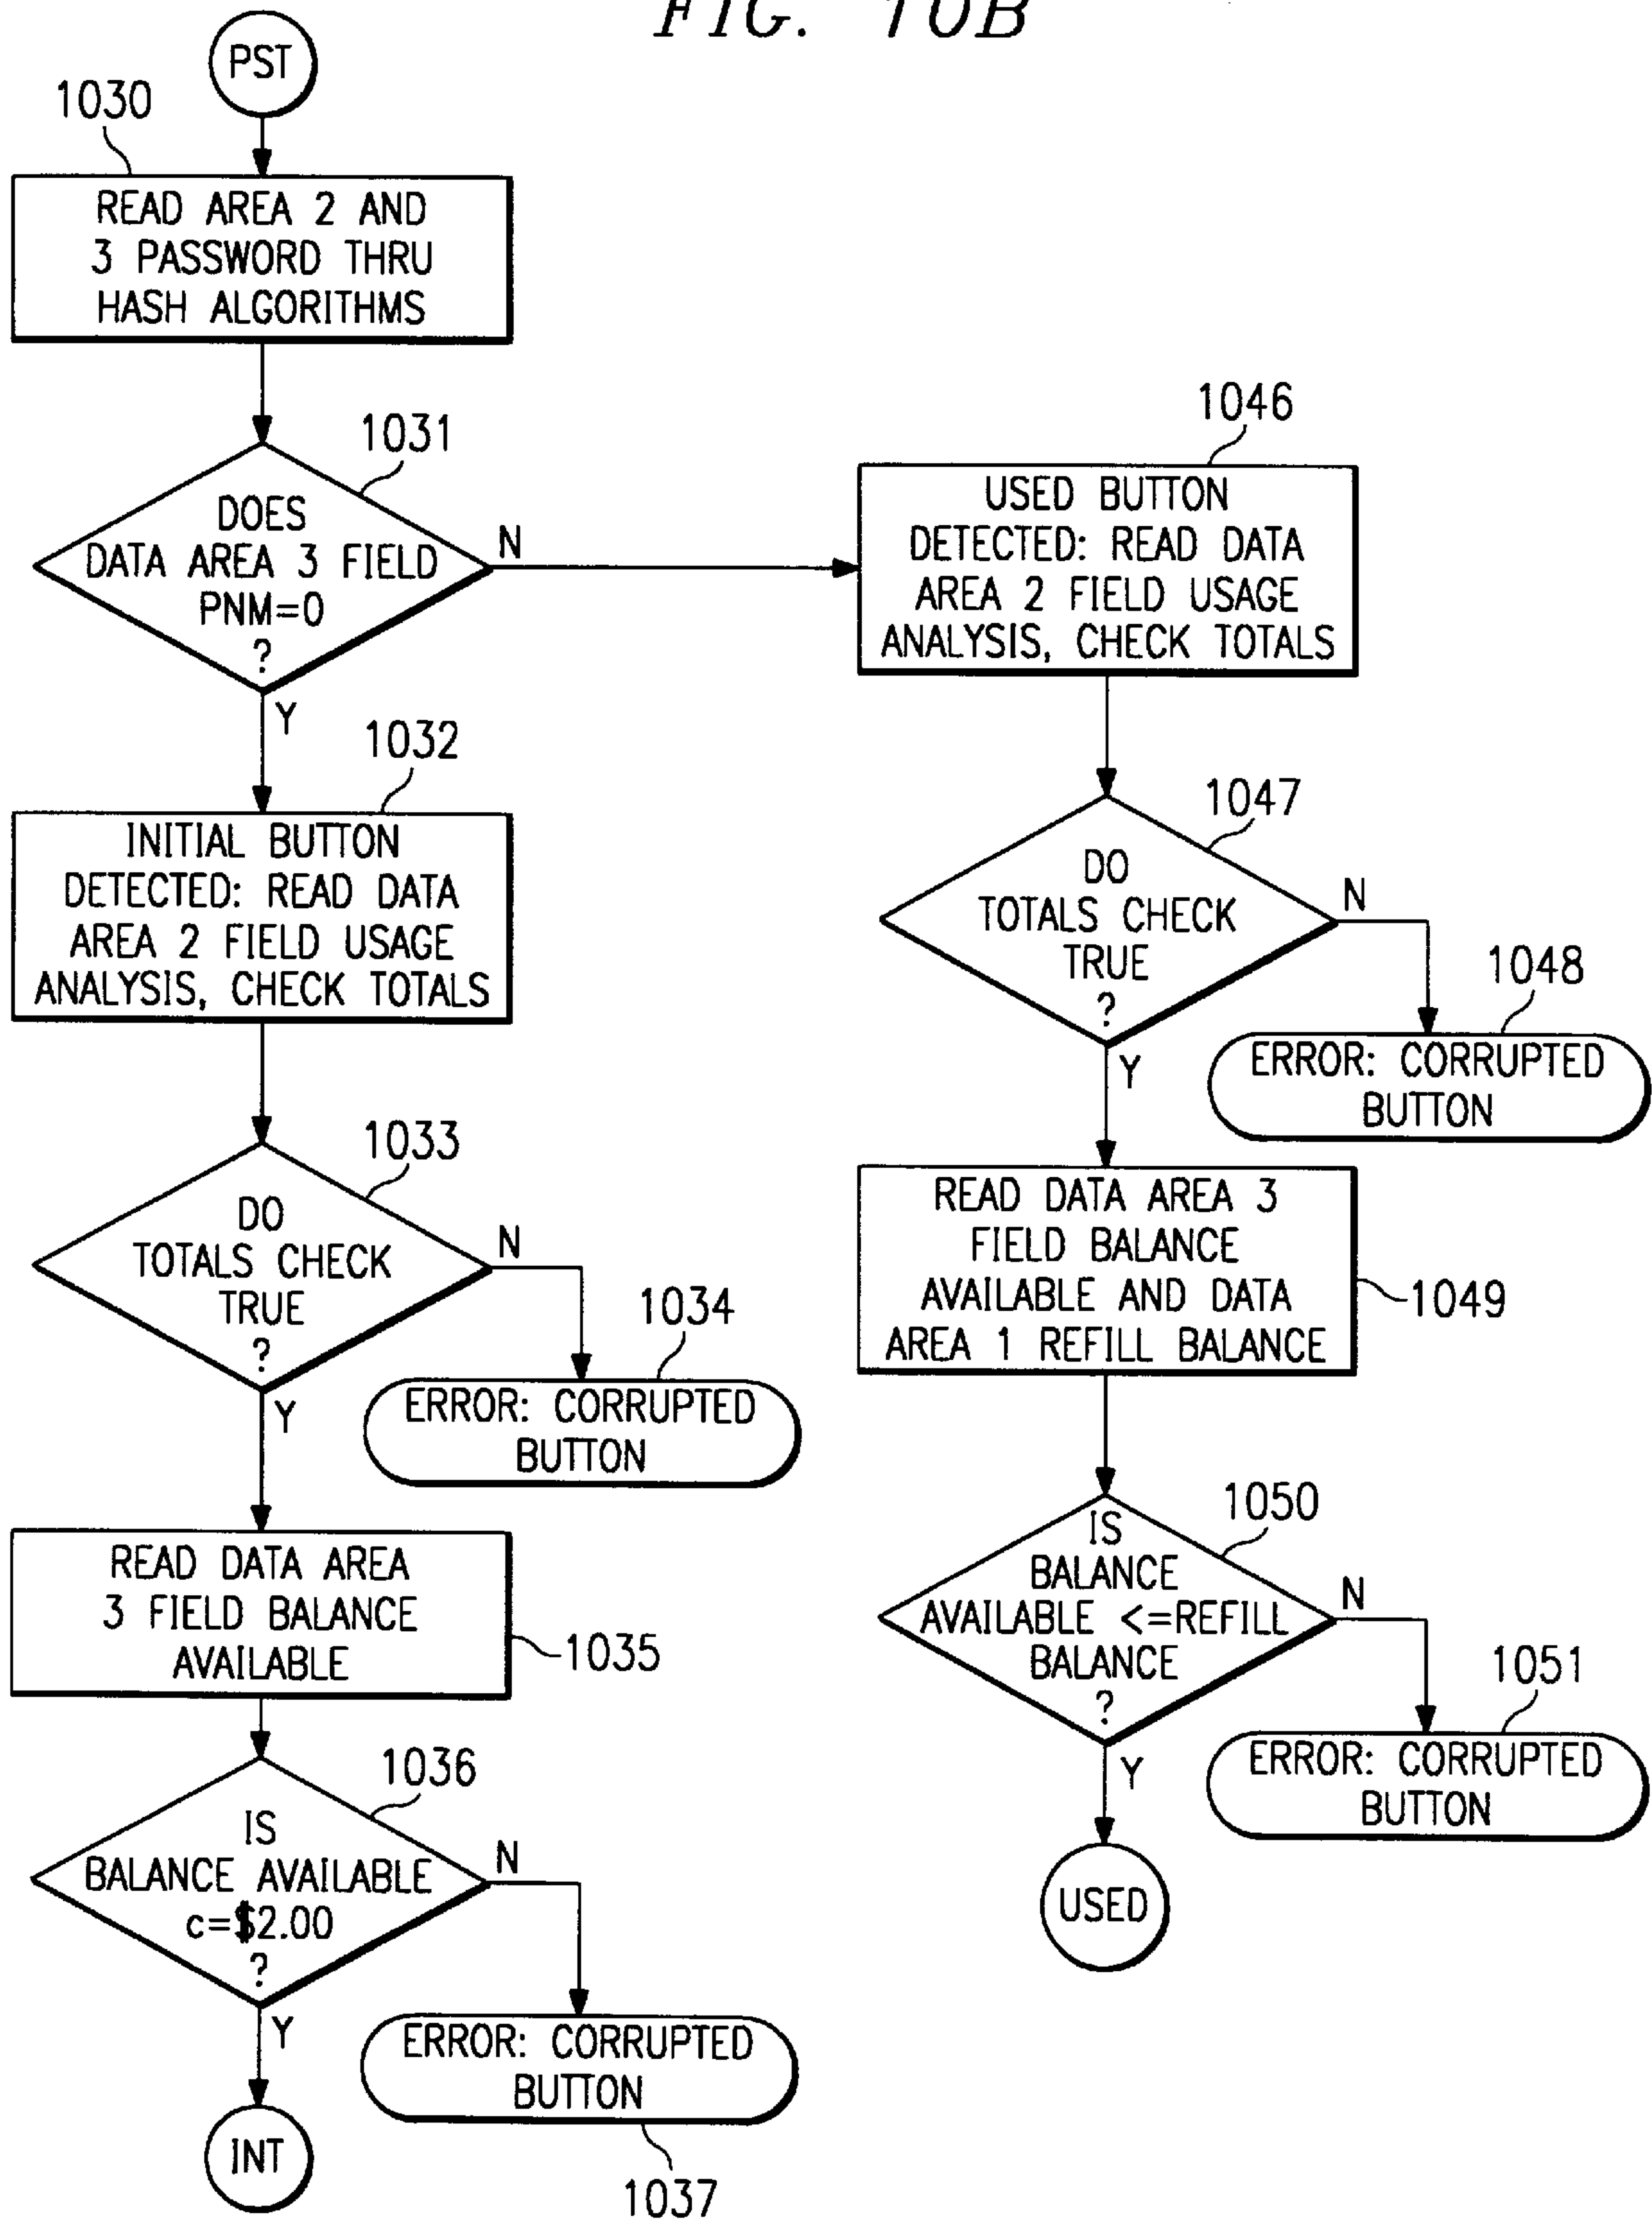 FIG. 10B
PST
1030
READ AREA 2 AND
3 PASSWORD THRU
HASH ALGORITHMS
1031
DOES
DATA AREA 3 FIELD
PNM=0
?
N
Y
1032
INITIAL BUTTON
DETECTED: READ DATA
AREA 2 FIELD USAGE
ANALYSIS, CHECK TOTALS
1033
DO
TOTALS CHECK
TRUE
?
N
Y
1034
ERROR: CORRUPTED
BUTTON
READ DATA AREA
3 FIELD BALANCE
AVAILABLE
1035
1036
IS
BALANCE AVAILABLE
c=$2.00
?
N
Y
ERROR: CORRUPTED
BUTTON
1037
INT
1046
USED BUTTON
DETECTED: READ DATA
AREA 2 FIELD USAGE
ANALYSIS, CHECK TOTALS
1047
DO
TOTALS CHECK
TRUE
?
N
Y
1048
ERROR: CORRUPTED
BUTTON
READ DATA AREA 3
FIELD BALANCE
AVAILABLE AND DATA
AREA 1 REFILL BALANCE
1049
1050
IS
BALANCE
AVAILABLE <=REFILL
BALANCE
?
N
Y
1051
ERROR: CORRUPTED
BUTTON
USED